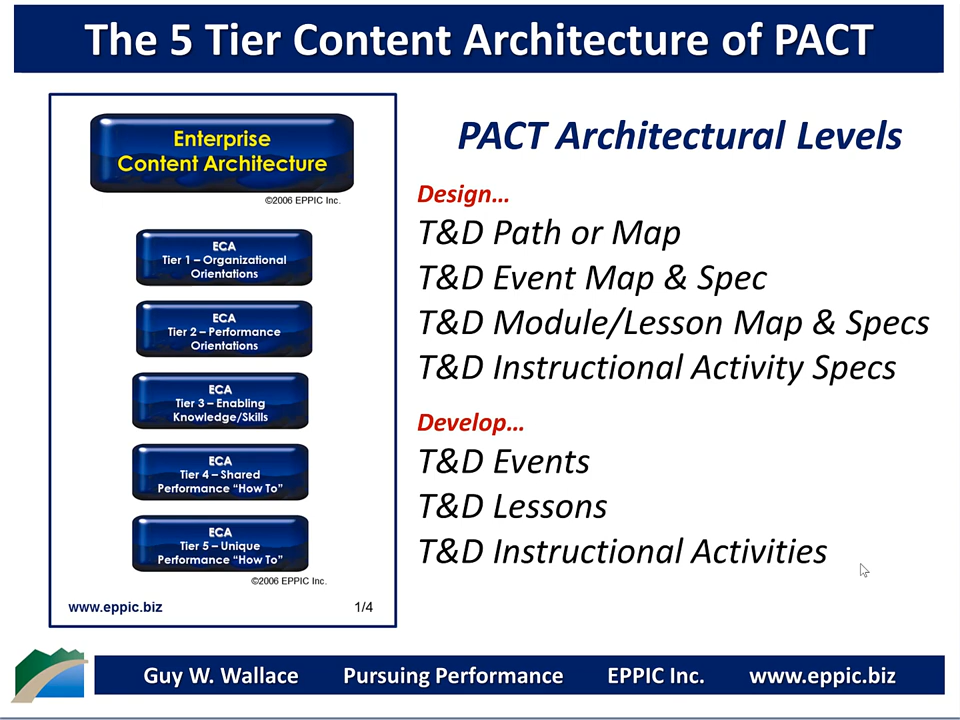 The 5 Tier Content Architecture of PACT
Enterprise
Content Architecture
©2006 EPPIC Inc.
ECA
Tier 1 – Organizational
Orientations
ECA
Tier 2 – Performance
Orientations
ECA
Tier 3 – Enabling
Knowledge/Skills
ECA
Tier 4 – Shared
Performance “How To”
ECA
Tier 5 – Unique
Performance “How To”
©2006 EPPIC Inc.
www.eppic.biz 1/4
PACT Architectural Levels
Design…
T&D Path or Map
T&D Event Map & Spec
T&D Module/Lesson Map & Specs
T&D Instructional Activity Specs
Develop…
T&D Events
T&D Lessons
T&D Instructional Activities
Guy W. Wallace Pursuing Performance EPPIC Inc. www.eppic.biz